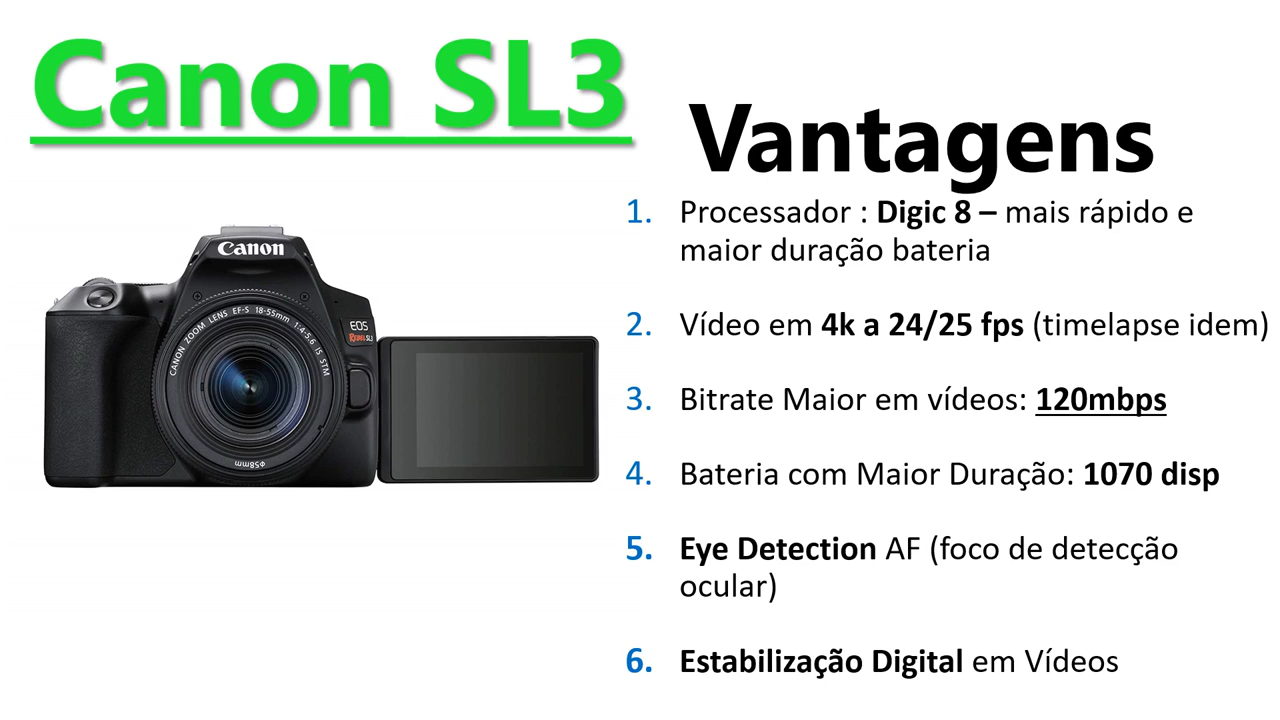 Canon SL3
Vantagens
1. Processador : Digic 8 – mais rápido e
maior duração bateria
2. Vídeo em 4k a 24/25 fps (timelapse idem)
3. Bitrate Maior em vídeos: 120mbps
4. Bateria com Maior Duração: 1070 disp
5. Eye Detection AF (foco de detecção
ocular)
6. Estabilização Digital em Vídeos
Canon
EOS
Rebel SL3
CANON ZOOM LENS EF-S 18-55mm 1:4-5.6 IS STM
φ58mm